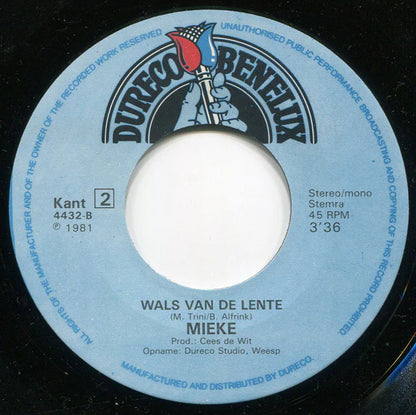 ALL RIGHTS OF THE MANUFACTURER AND OF THE OWNER OF THE RECORDED WORK RESERVED
UNAUTHORISED PUBLIC PERFORMANCE BROADCASTING AND COPYING OF THIS RECORD PROHIBITED
DURECO BENELUX
Kant 2
4432-B
℗ 1981
Stereo/mono
Stemra
45 RPM
3'36
WALS VAN DE LENTE
(M. Trini/B. Alfrink)
MIEKE
Prod.: Cees de Wit
Opname: Dureco Studio, Weesp
MANUFACTURED AND DISTRIBUTED BY DURECO.